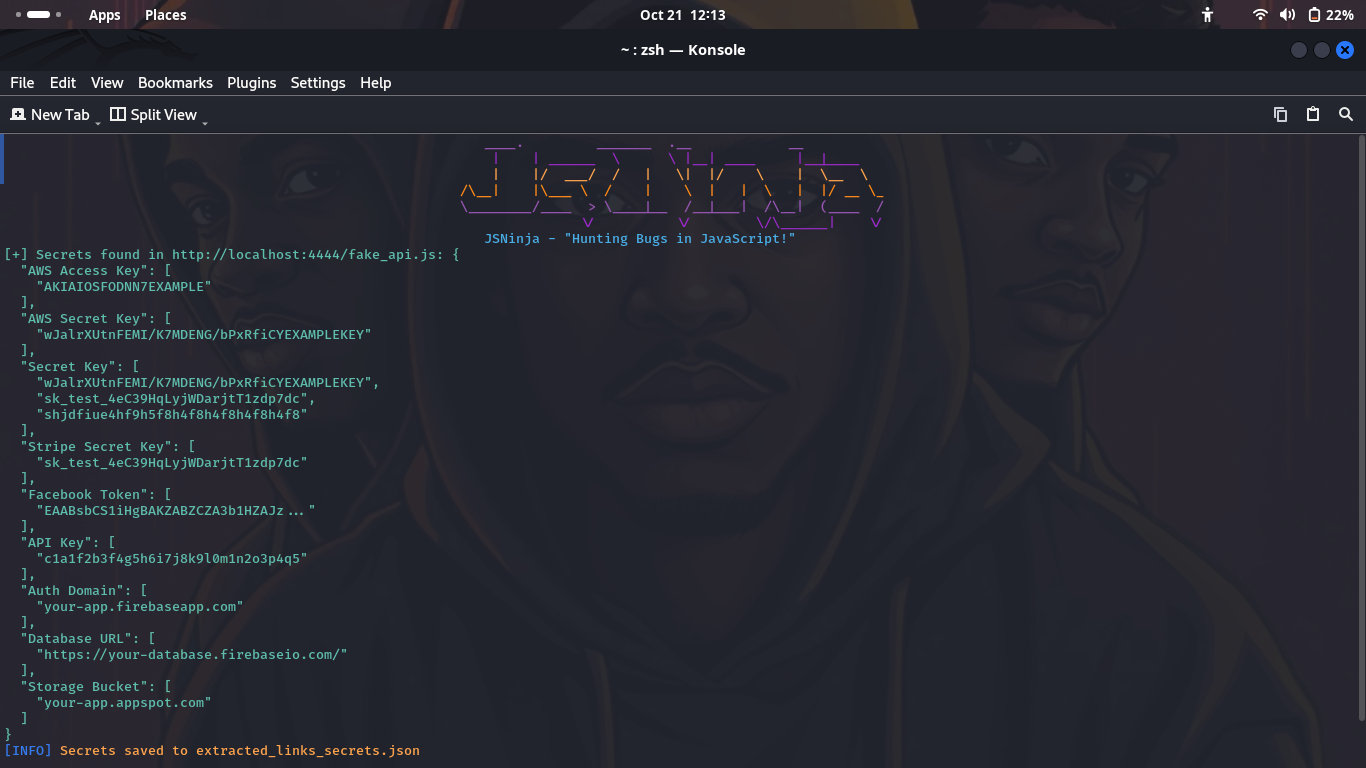 Apps Places Oct 21 12:13 22%
~ : zsh — Konsole
File Edit View Bookmarks Plugins Settings Help
New Tab Split View
JSNinja - "Hunting Bugs in JavaScript!"
[+] Secrets found in http://localhost:4444/fake_api.js: {
  "AWS Access Key": [
    "AKIAIOSFODNN7EXAMPLE"
  ],
  "AWS Secret Key": [
    "wJalrXUtnFEMI/K7MDENG/bPxRfiCYEXAMPLEKEY"
  ],
  "Secret Key": [
    "wJalrXUtnFEMI/K7MDENG/bPxRfiCYEXAMPLEKEY",
    "sk_test_4eC39HqLyjWDarjtT1zdp7dc",
    "shjdfiue4hf9h5f8h4f8h4f8h4f8h4f8"
  ],
  "Stripe Secret Key": [
    "sk_test_4eC39HqLyjWDarjtT1zdp7dc"
  ],
  "Facebook Token": [
    "EAABsbCS1iHgBAKZABZCZA3b1HZAJz..."
  ],
  "API Key": [
    "c1a1f2b3f4g5h6i7j8k9l0m1n2o3p4q5"
  ],
  "Auth Domain": [
    "your-app.firebaseapp.com"
  ],
  "Database URL": [
    "https://your-database.firebaseio.com/"
  ],
  "Storage Bucket": [
    "your-app.appspot.com"
  ]
}
[INFO] Secrets saved to extracted_links_secrets.json